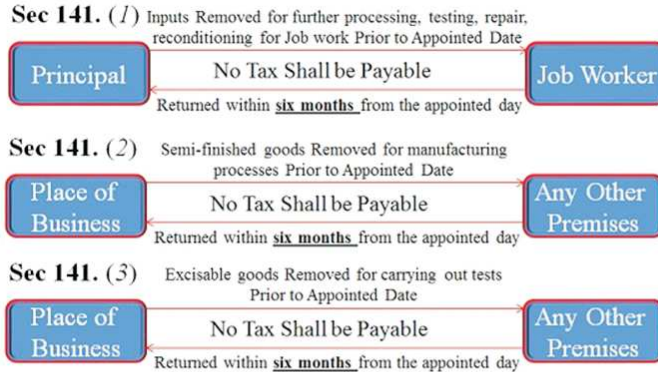 Sec 141. (1) Inputs Removed for further processing, testing, repair,
reconditioning for Job work Prior to Appointed Date
Principal
No Tax Shall be Payable
Job Worker
Returned within six months from the appointed day
Sec 141. (2) Semi-finished goods Removed for manufacturing
processes Prior to Appointed Date
Place of
Business
No Tax Shall be Payable
Any Other
Premises
Returned within six months from the appointed day
Sec 141. (3) Excisable goods Removed for carrying out tests
Prior to Appointed Date
Place of
Business
No Tax Shall be Payable
Any Other
Premises
Returned within six months from the appointed day